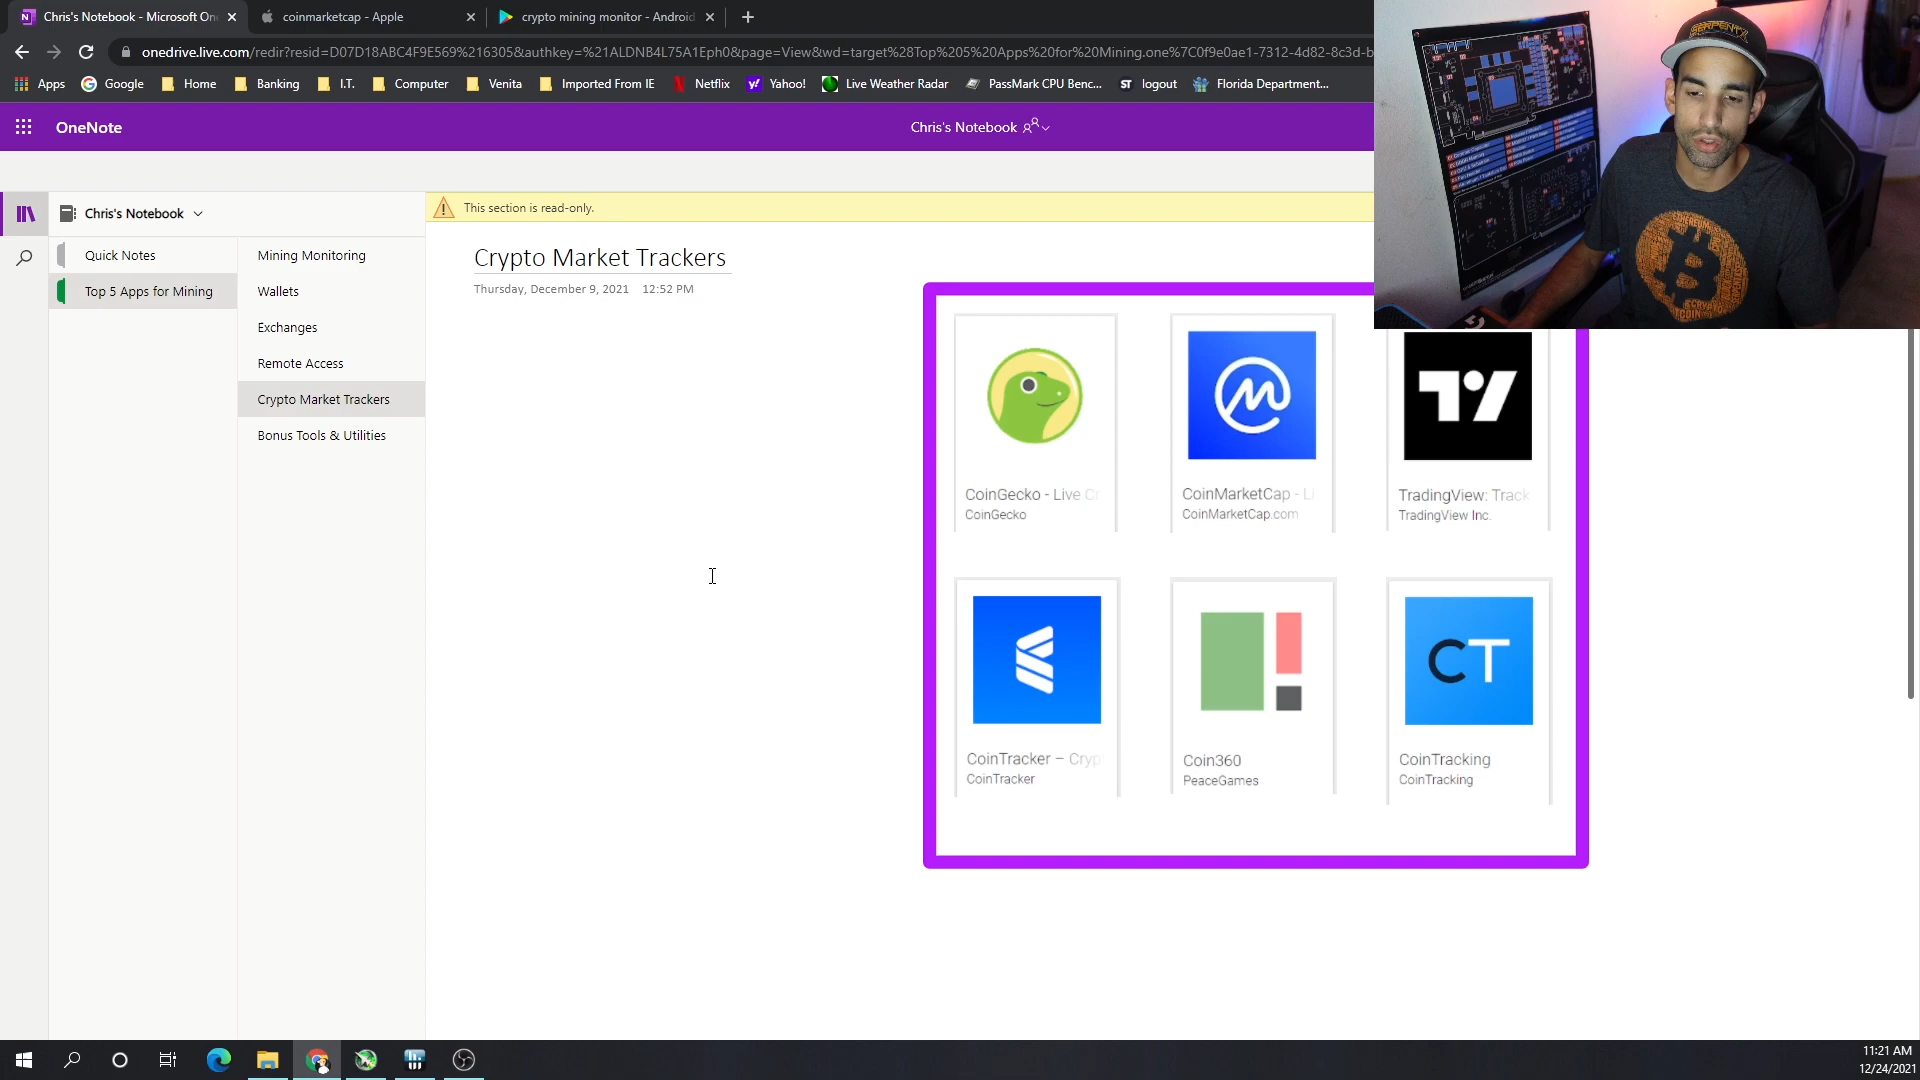 Chris's Notebook - Microsoft On
coinmarketcap - Apple
crypto mining monitor - Android
onedrive.live.com/redir?resid=D07D18ABC4F9E569%216305&authkey=%21ALDNB4L75A1Eph0&page=View&wd=target%28Top%205%20Apps%20for%20Mining.one%7C0f9e0ae1-7312-4d82-8c3d-b
Apps
Google
Home
Banking
I.T.
Computer
Venita
Imported From IE
Netflix
Yahoo!
Live Weather Radar
PassMark CPU Benc...
ST
logout
Florida Department...
OneNote
Chris's Notebook
Chris's Notebook
This section is read-only.
Quick Notes
Top 5 Apps for Mining
Mining Monitoring
Wallets
Exchanges
Remote Access
Crypto Market Trackers
Bonus Tools & Utilities
Crypto Market Trackers
Thursday, December 9, 2021 12:52 PM
CoinGecko - Live Cr
CoinGecko
CoinMarketCap - Li
CoinMarketCap.com
TradingView: Track
TradingView Inc.
CoinTracker – Cryp
CoinTracker
Coin360
PeaceGames
CT
CoinTracking
CoinTracking
11:21 AM
12/24/2021